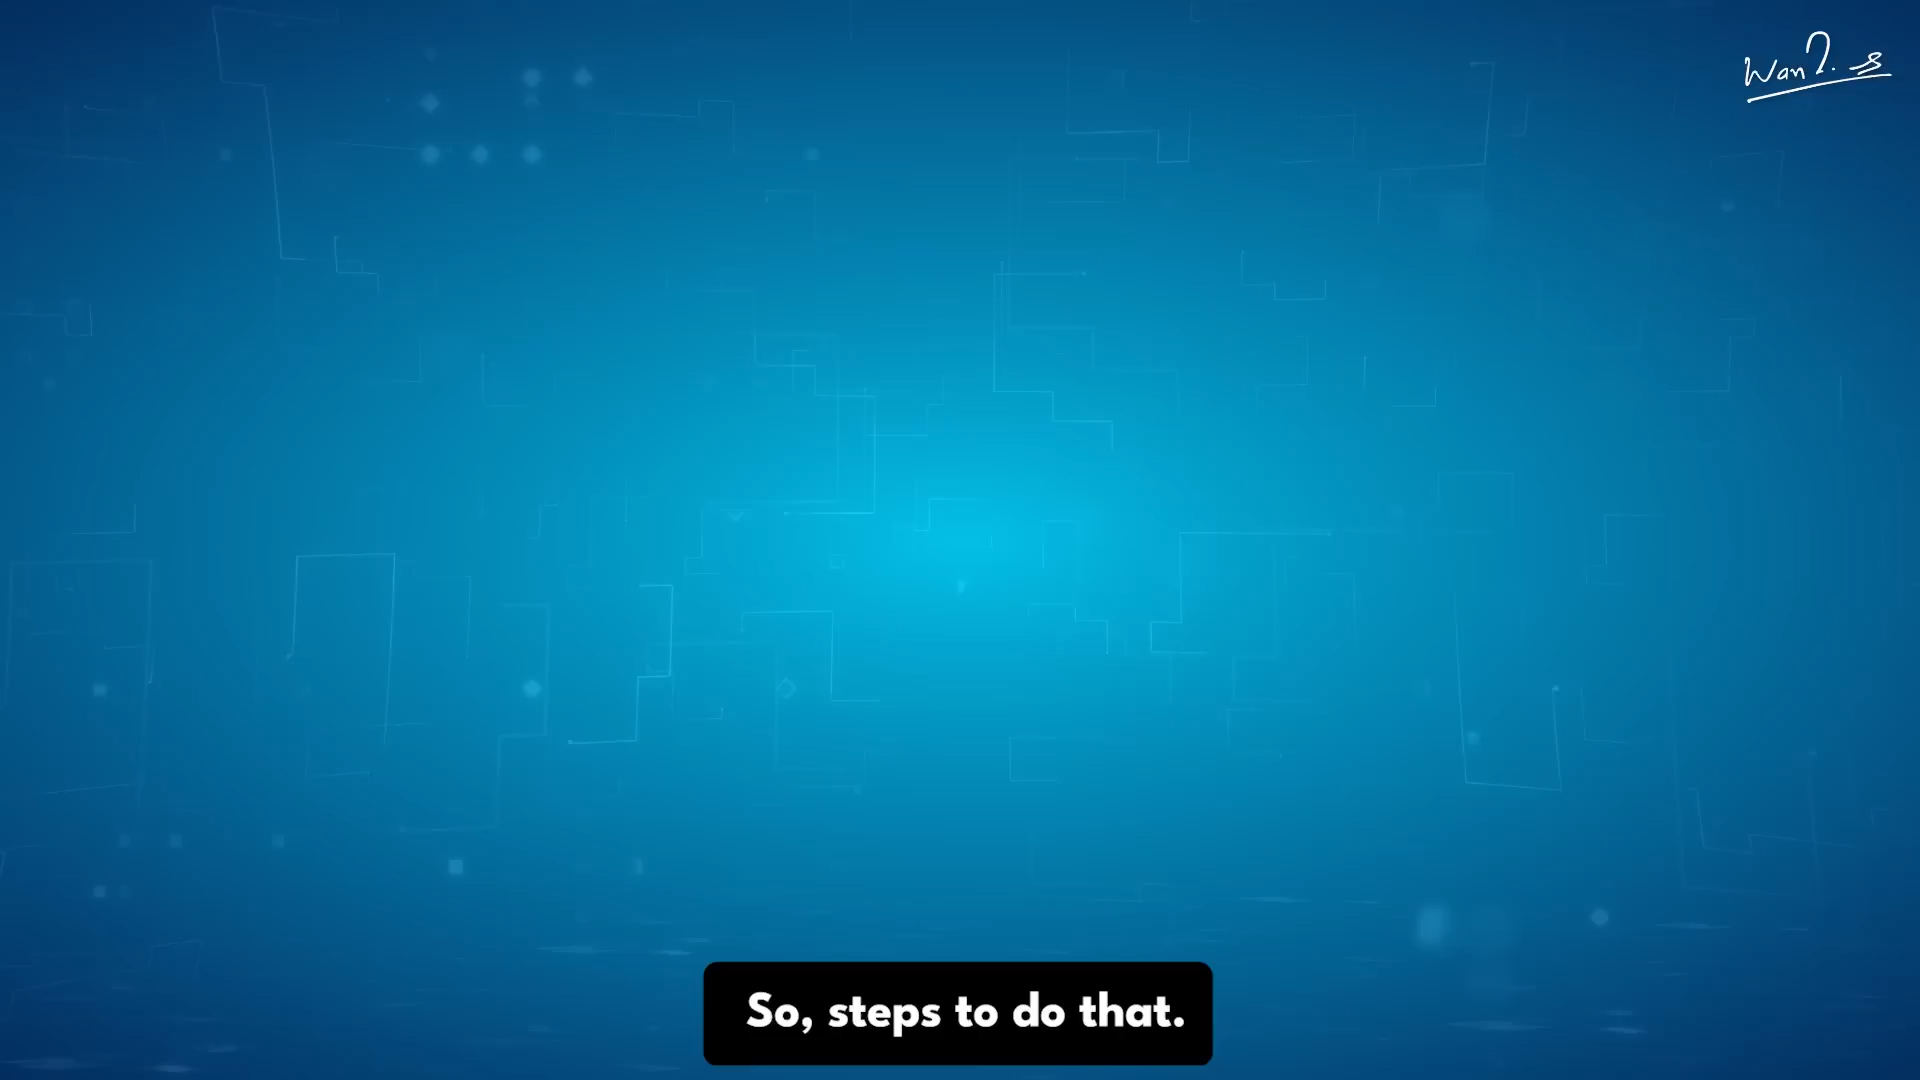 So, steps to do that.